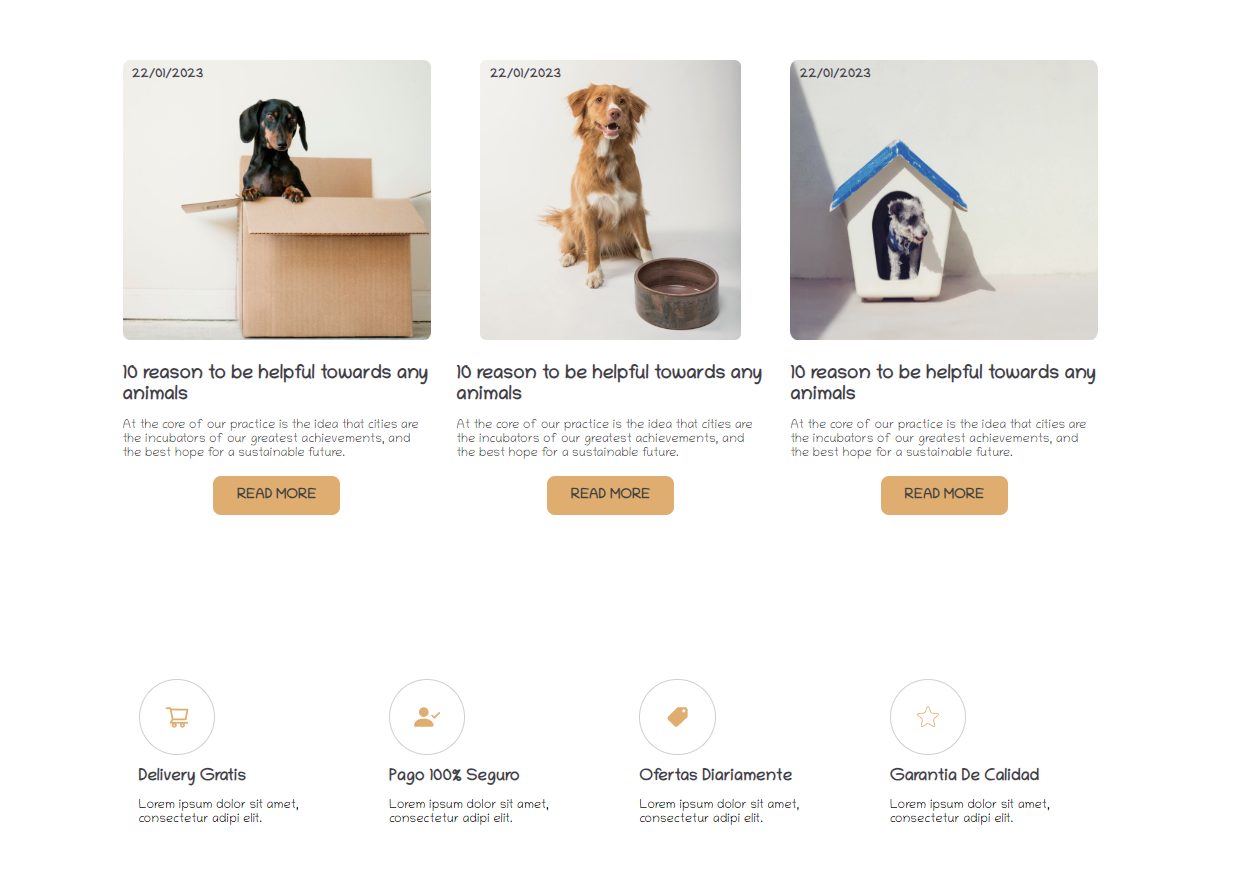 22/01/2023
22/01/2023
22/01/2023
10 reason to be helpful towards any
animals
At the core of our practice is the idea that cities are
the incubators of our greatest achievements, and
the best hope for a sustainable future.
READ MORE
10 reason to be helpful towards any
animals
At the core of our practice is the idea that cities are
the incubators of our greatest achievements, and
the best hope for a sustainable future.
READ MORE
10 reason to be helpful towards any
animals
At the core of our practice is the idea that cities are
the incubators of our greatest achievements, and
the best hope for a sustainable future.
READ MORE
Delivery Gratis
Lorem ipsum dolor sit amet,
consectetur adipi elit.
Pago 100% Seguro
Lorem ipsum dolor sit amet,
consectetur adipi elit.
Ofertas Diariamente
Lorem ipsum dolor sit amet,
consectetur adipi elit.
Garantia De Calidad
Lorem ipsum dolor sit amet,
consectetur adipi elit.